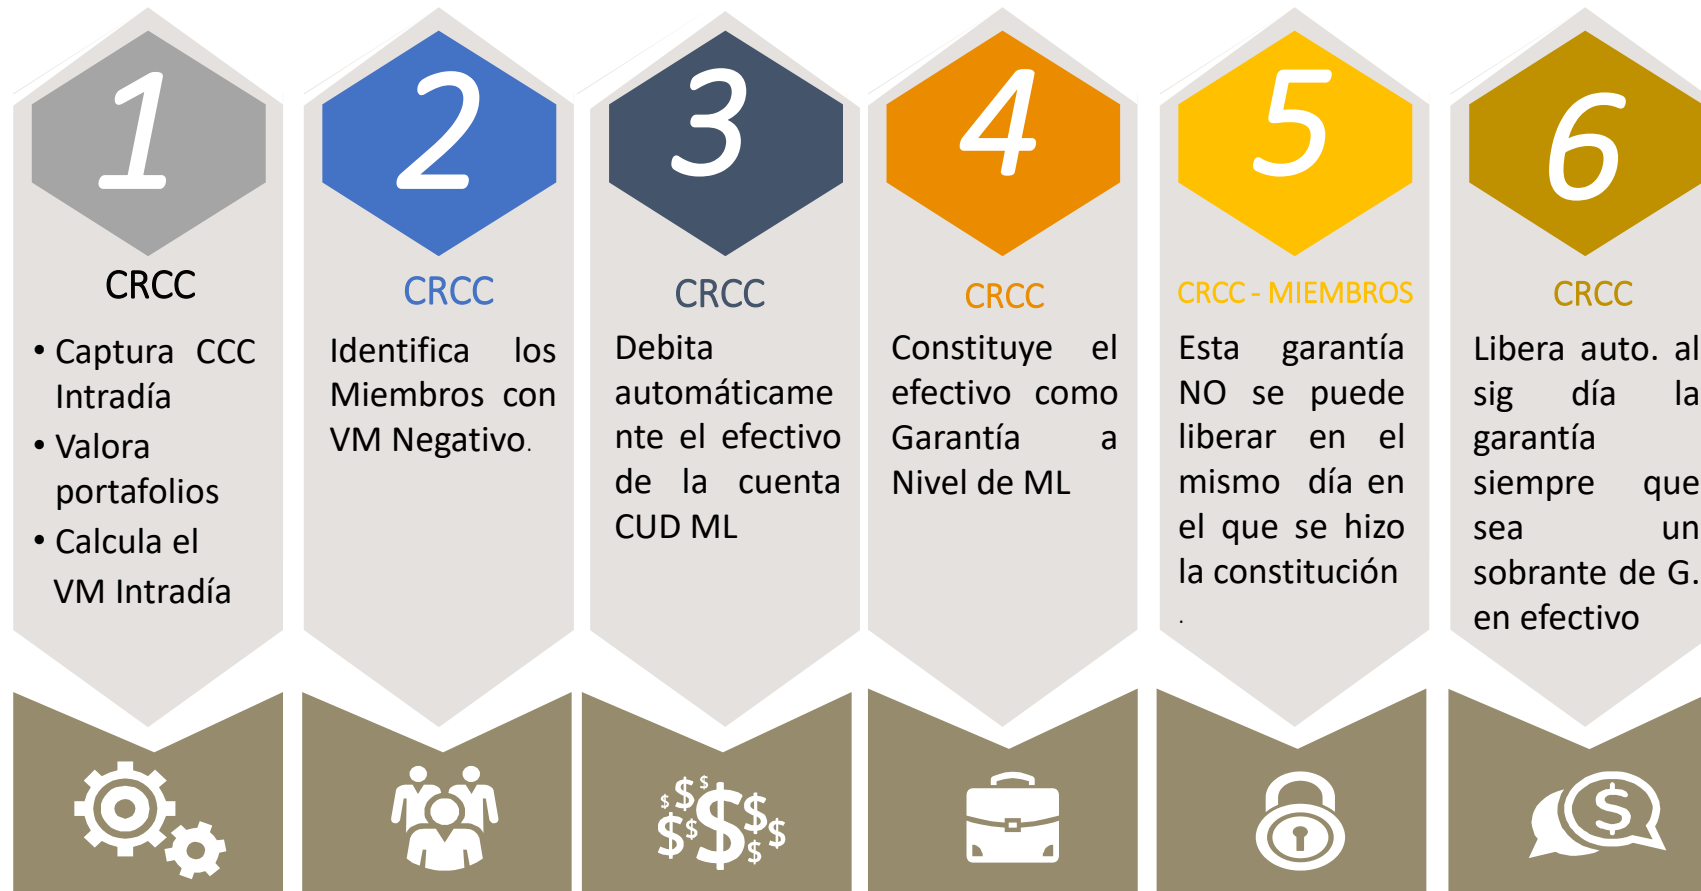 1
CRCC
• Captura CCC
Intradía
• Valora
portafolios
• Calcula el
VM Intradía
2
CRCC
Identifica los
Miembros con
VM Negativo.
3
CRCC
Debita
automáticame
nte el efectivo
de la cuenta
CUD ML
4
CRCC
Constituye el
efectivo como
Garantía a
Nivel de ML
5
CRCC - MIEMBROS
Esta garantía
NO se puede
liberar en el
mismo día en
el que se hizo
la constitución
.
6
CRCC
Libera auto. al
sig día la
garantía
siempre que
sea un
sobrante de G.
en efectivo
$ $ $
$ $ $ $ $
$ $
$